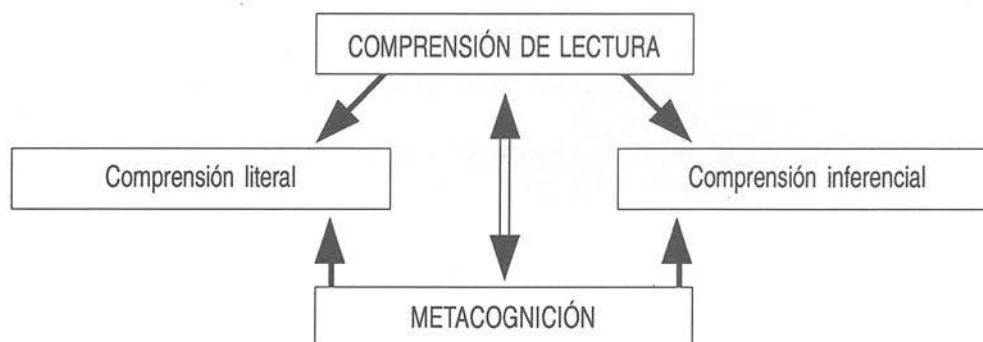 COMPRENSIÓN DE LECTURA
Comprensión literal
Comprensión inferencial
METACOGNICIÓN